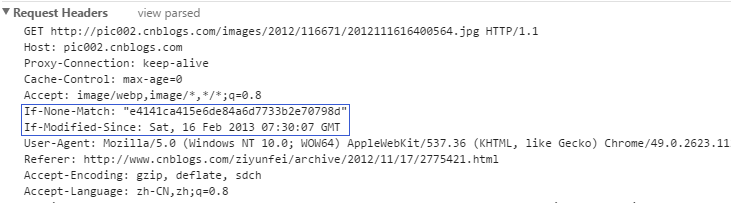 Request Headers view parsed
GET http://pic002.cnblogs.com/images/2012/116671/2012111616400564.jpg HTTP/1.1
Host: pic002.cnblogs.com
Proxy-Connection: keep-alive
Cache-Control: max-age=0
Accept: image/webp,image/*,*/*;q=0.8
If-None-Match: "e4141ca415e6de84a6d7733b2e70798d"
If-Modified-Since: Sat, 16 Feb 2013 07:30:07 GMT
User-Agent: Mozilla/5.0 (Windows NT 10.0; WOW64) AppleWebKit/537.36 (KHTML, like Gecko) Chrome/49.0.2623.11
Referer: http://www.cnblogs.com/ziyunfei/archive/2012/11/17/2775421.html
Accept-Encoding: gzip, deflate, sdch
Accept-Language: zh-CN,zh;q=0.8